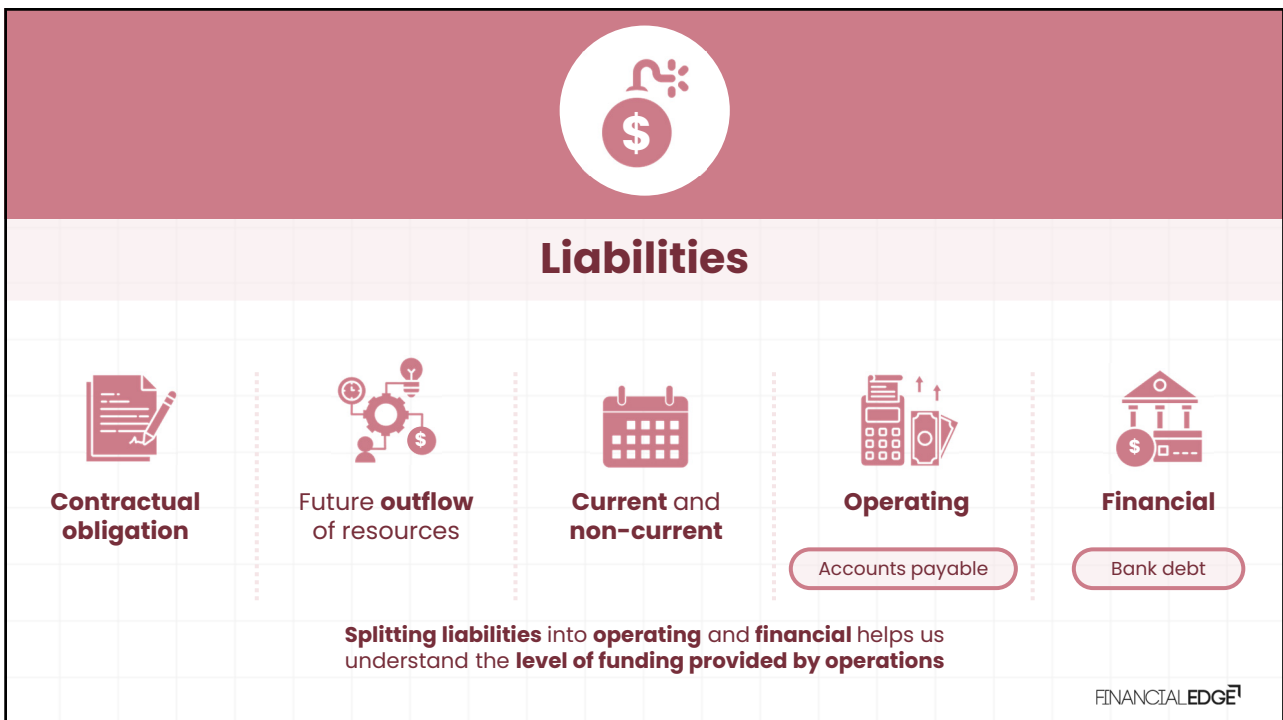 $
Liabilities
Contractual
obligation
Future outflow
of resources
$
Current and
non-current
Operating
Accounts payable
$
Financial
Bank debt
Splitting liabilities into operating and financial helps us
understand the level of funding provided by operations
FINANCIALEDGE